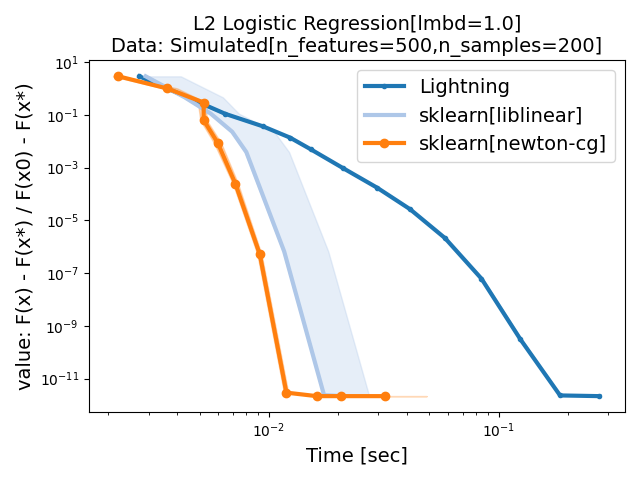 L2 Logistic Regression[lmbd=1.0]
Data: Simulated[n_features=500,n_samples=200]
value: F(x) - F(x*) / F(x0) - F(x*)
10¹
10⁻¹
10⁻³
10⁻⁵
10⁻⁷
10⁻⁹
10⁻¹¹
Lightning
sklearn[liblinear]
sklearn[newton-cg]
10⁻²
10⁻¹
Time [sec]